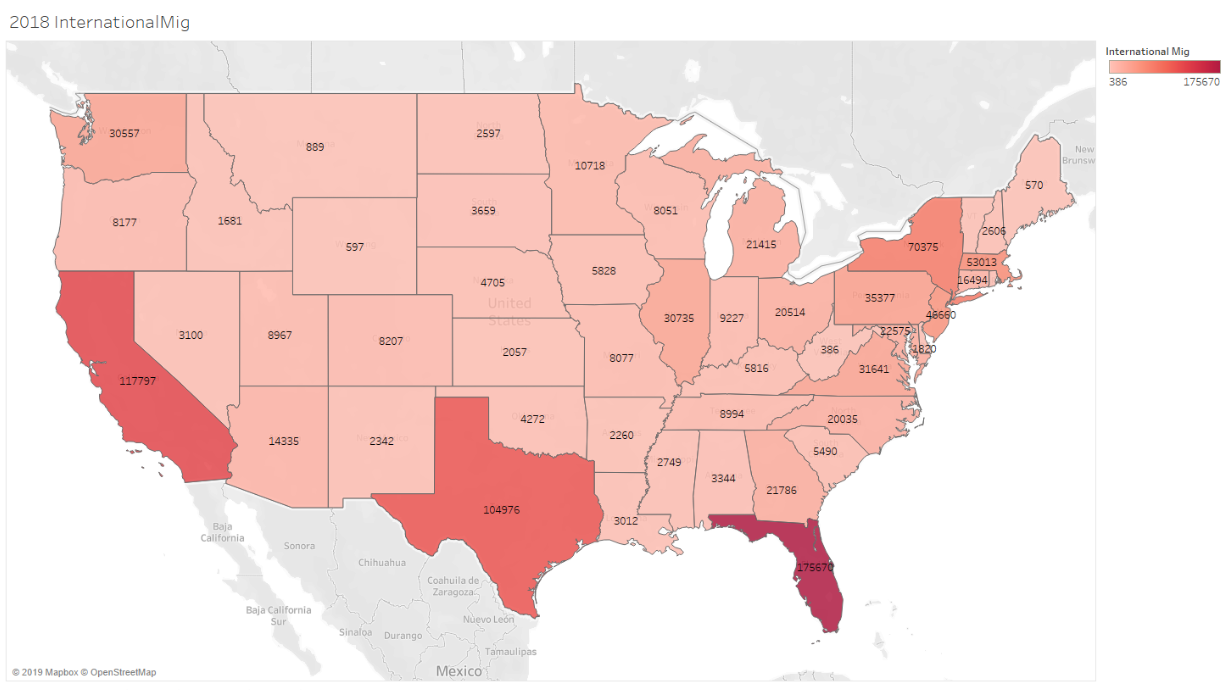 2018 InternationalMig
International Mig
386 175670
30557
889
2597
10718
570
New
Brunsw
8177
1681
3659
8051
2606
597
21415
70375
53013
4705
5828
16494
United
States
35377
46660
3100
8967
8207
2057
8077
30735
9227
20514
22575
1820
386
117797
5816
31641
14335
2342
4272
2260
8994
20035
2749
3344
5490
21786
104976
3012
175670
Baja
California
Sonora
Chihuahua
Coahuila de
Zaragoza
Baja California
Sur
Nuevo León
Sinaloa
Durango
Tamaulipas
Mexico
© 2019 Mapbox © OpenStreetMap